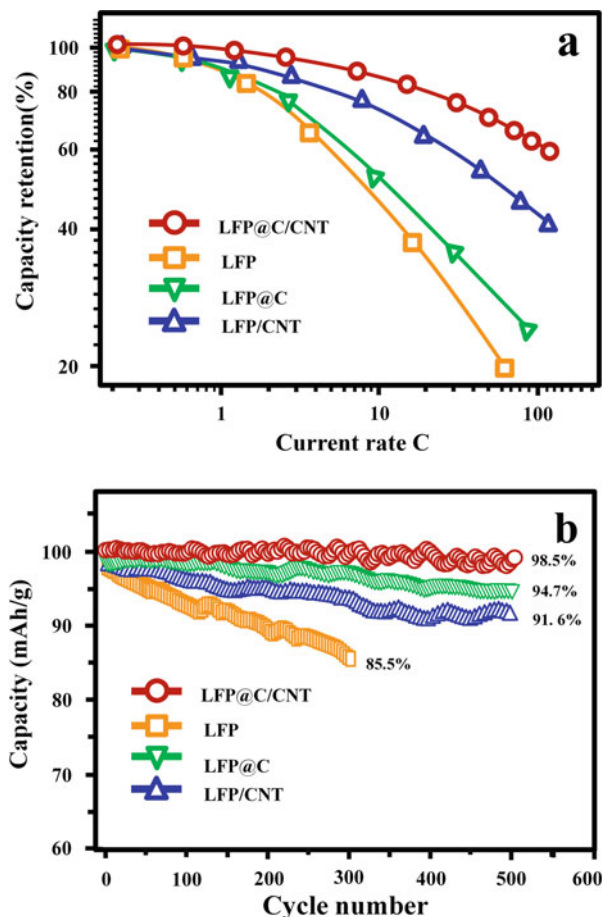 a
Capacity retention(%)
100
80
60
40
20
LFP@C/CNT
LFP
LFP@C
LFP/CNT
1
10
100
Current rate C
b
Capacity (mAh/g)
100
90
80
70
60
98.5%
94.7%
91.6%
85.5%
LFP@C/CNT
LFP
LFP@C
LFP/CNT
0
100
200
300
400
500
600
Cycle number